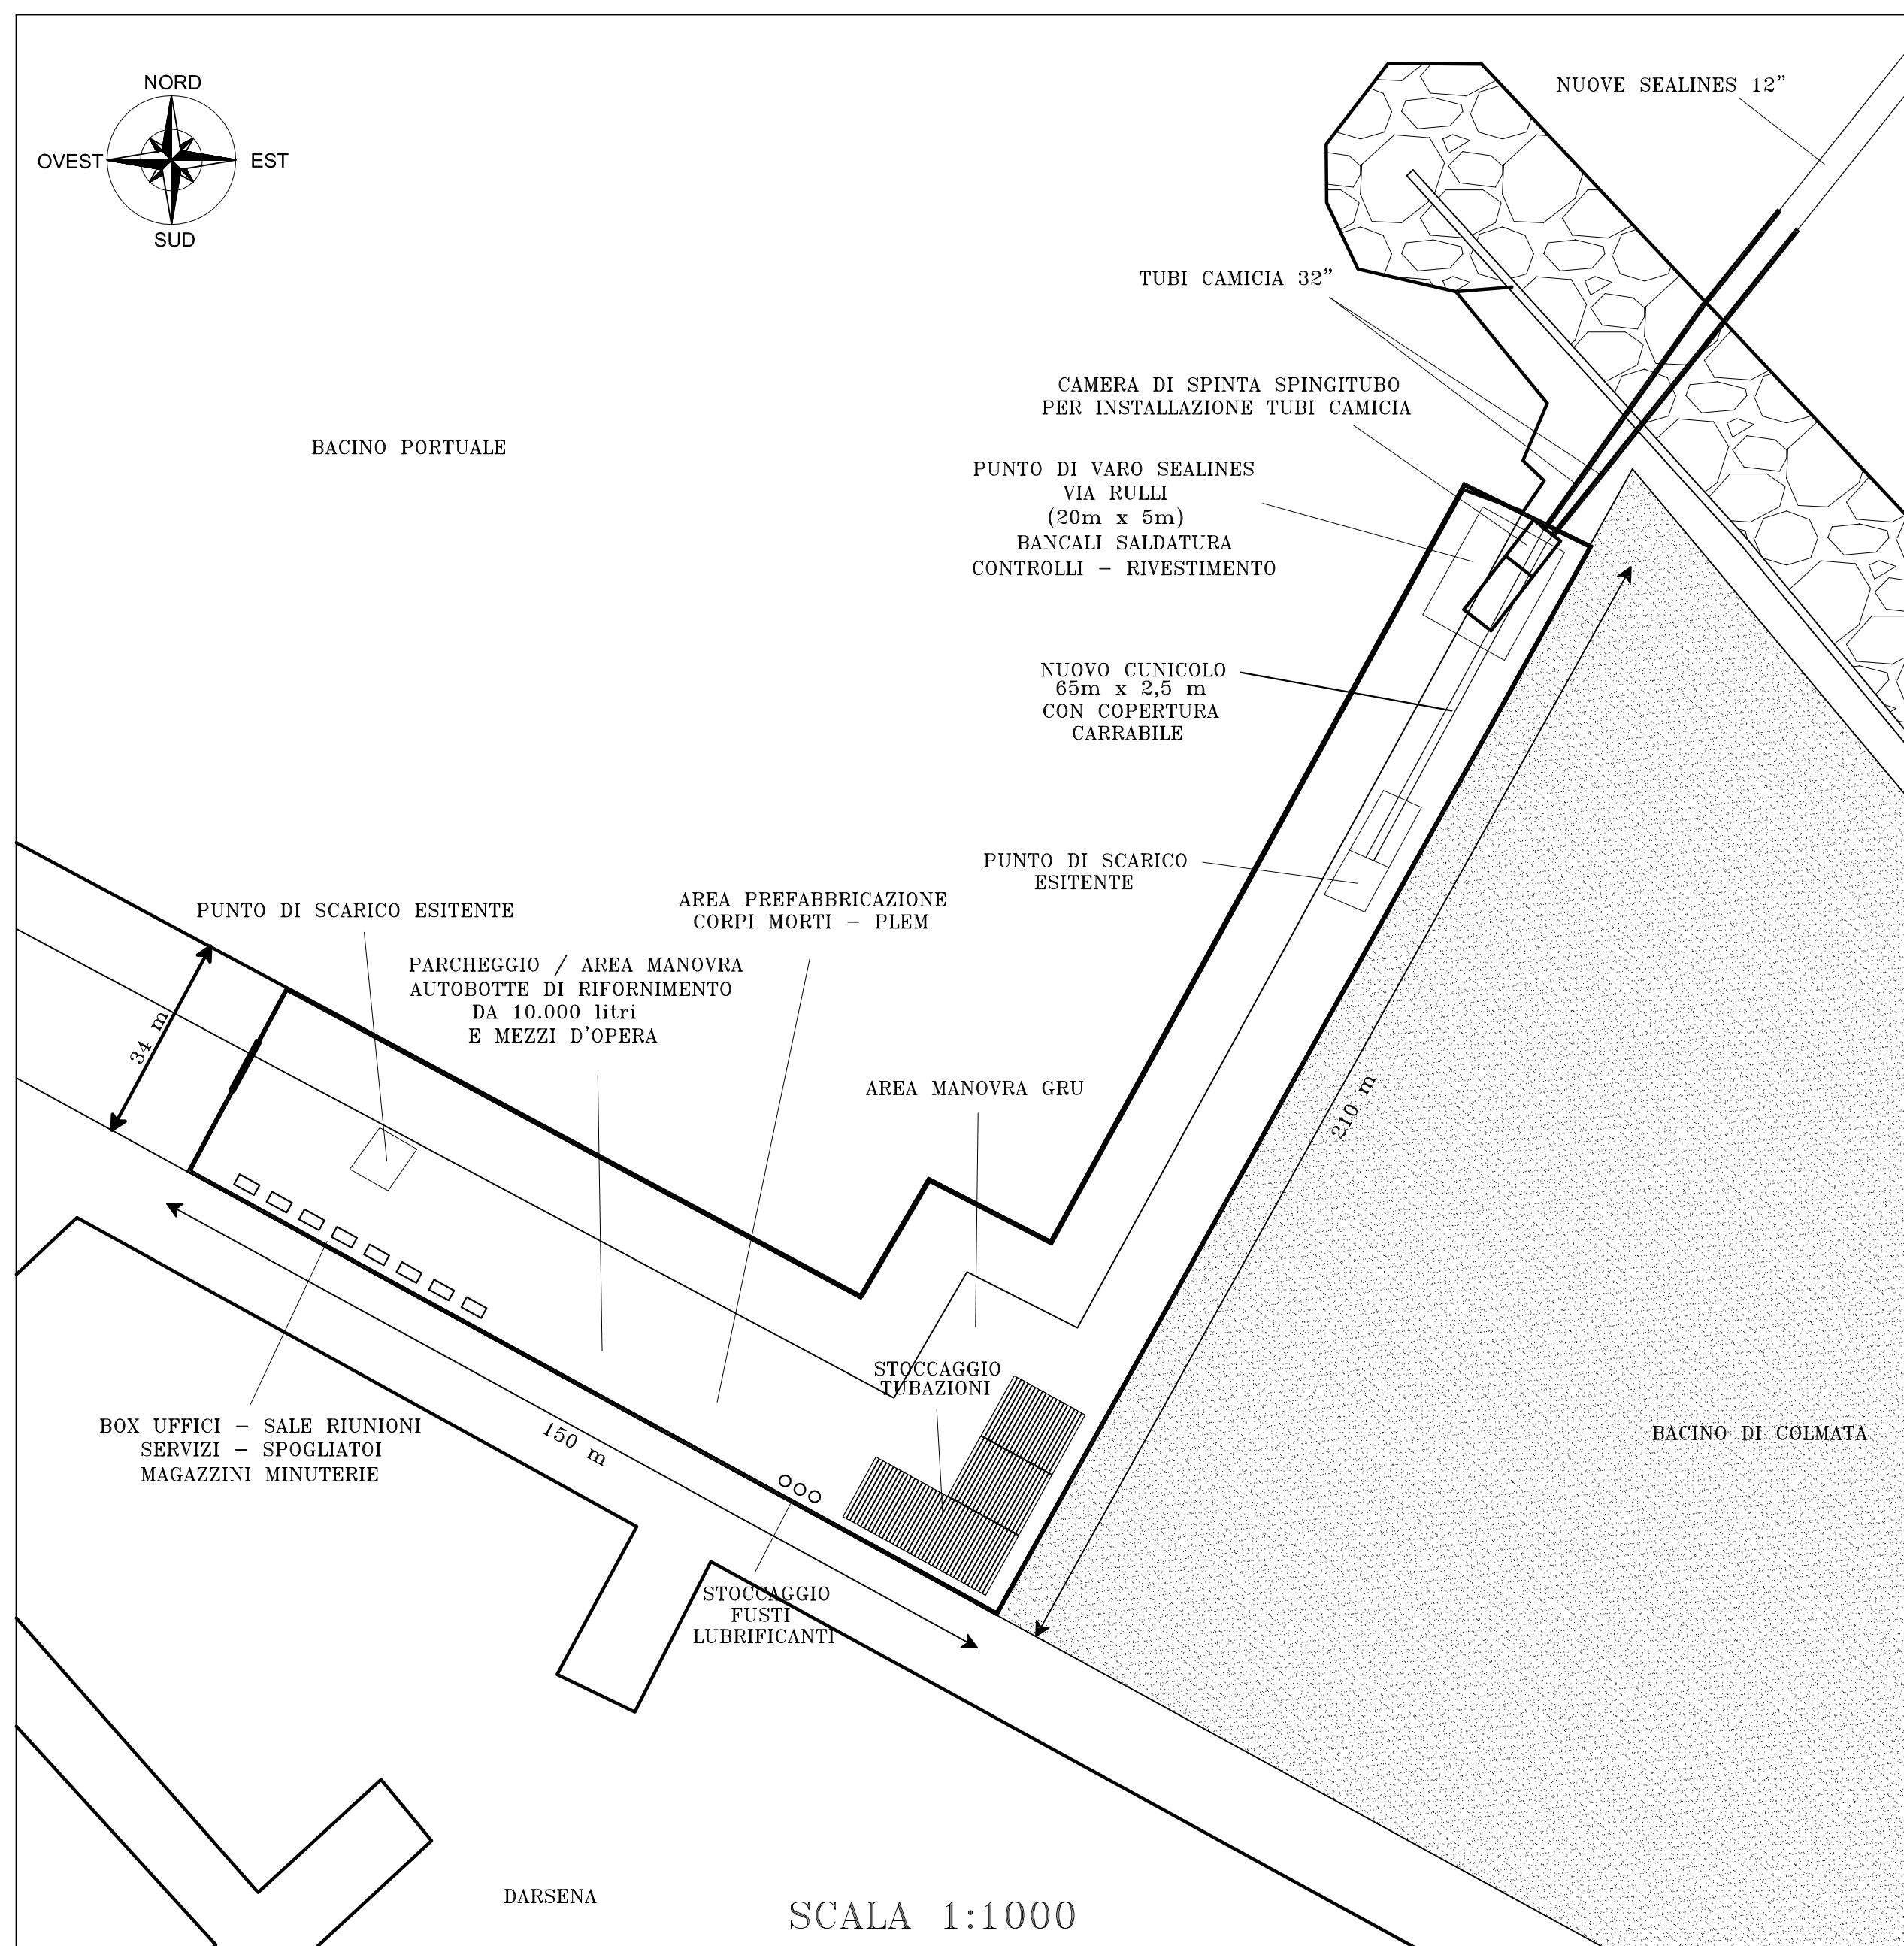 NORD
OVEST
EST
SUD
NUOVE SEALINES 12”
TUBI CAMICIA 32”
CAMERA DI SPINTA SPINGITUBO
PER INSTALLAZIONE TUBI CAMICIA
BACINO PORTUALE
PUNTO DI VARO SEALINES
VIA RULLI
(20m x 5m)
BANCALI SALDATURA
CONTROLLI – RIVESTIMENTO
NUOVO CUNICOLO
65m x 2,5 m
CON COPERTURA
CARRABILE
PUNTO DI SCARICO
ESITENTE
PUNTO DI SCARICO ESITENTE
AREA PREFABBRICAZIONE
CORPI MORTI – PLEM
PARCHEGGIO / AREA MANOVRA
AUTOBOTTE DI RIFORNIMENTO
DA 10.000 litri
E MEZZI D’OPERA
34 m
AREA MANOVRA GRU
210 m
STOCCAGGIO
TUBAZIONI
BOX UFFICI – SALE RIUNIONI
SERVIZI – SPOGLIATOI
MAGAZZINI MINUTERIE
150 m
BACINO DI COLMATA
STOCCAGGIO
FUSTI
LUBRIFICANTI
DARSENA
SCALA 1:1000